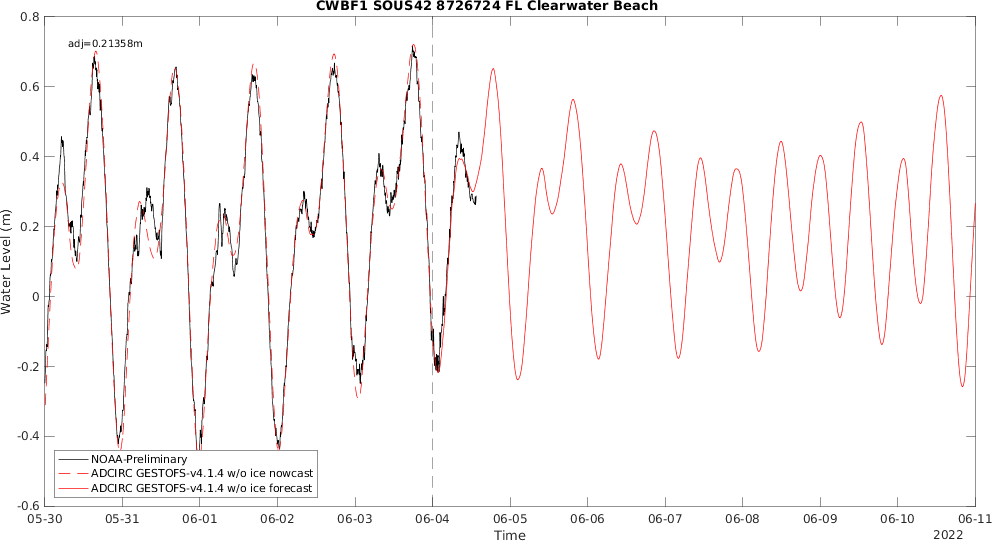 CWBF1 SOUS42 8726724 FL Clearwater Beach
adj=0.21358m
0.8
0.6
0.4
0.2
0
-0.2
-0.4
-0.6
Water Level (m)
NOAA-Preliminary
ADCIRC GESTOFS-v4.1.4 w/o ice nowcast
ADCIRC GESTOFS-v4.1.4 w/o ice forecast
05-30 05-31 06-01 06-02 06-03 06-04 06-05 06-06 06-07 06-08 06-09 06-10 06-11
Time
2022